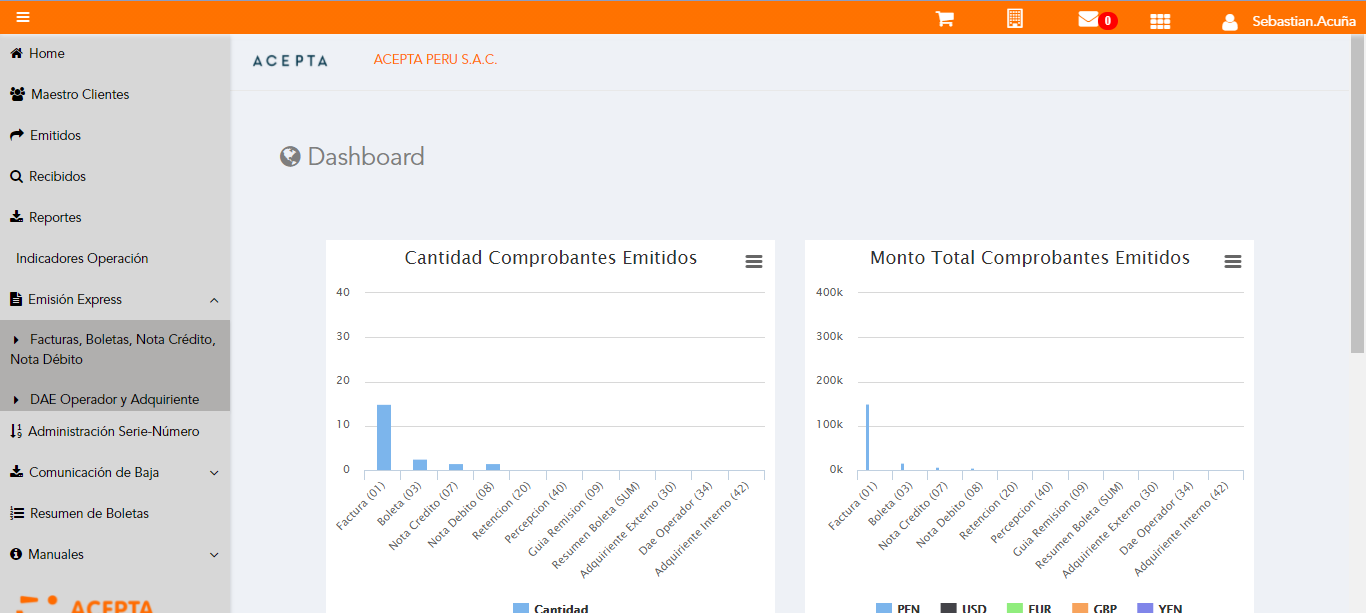 0
Sebastian.Acuña
Home
Maestro Clientes
Emitidos
Recibidos
Reportes
Indicadores Operación
Emisión Express
Facturas, Boletas, Nota Crédito,
Nota Débito
DAE Operador y Adquiriente
Administración Serie-Número
Comunicación de Baja
Resumen de Boletas
Manuales
ACEPTA
ACEPTA
ACEPTA PERU S.A.C.
Dashboard
Cantidad Comprobantes Emitidos
40
30
20
10
0
Factura (01)
Boleta (03)
Nota Credito (07)
Nota Debito (08)
Retencion (20)
Percepcion (40)
Guia Remision (09)
Resumen Boleta (SUM)
Adquiriente Externo (30)
Dae Operador (34)
Adquiriente Interno (42)
Cantidad
Monto Total Comprobantes Emitidos
400k
300k
200k
100k
0k
Factura (01)
Boleta (03)
Nota Credito (07)
Nota Debito (08)
Retencion (20)
Percepcion (40)
Guia Remision (09)
Resumen Boleta (SUM)
Adquiriente Externo (30)
Dae Operador (34)
Adquiriente Interno (42)
PEN USD EUR GBP YEN